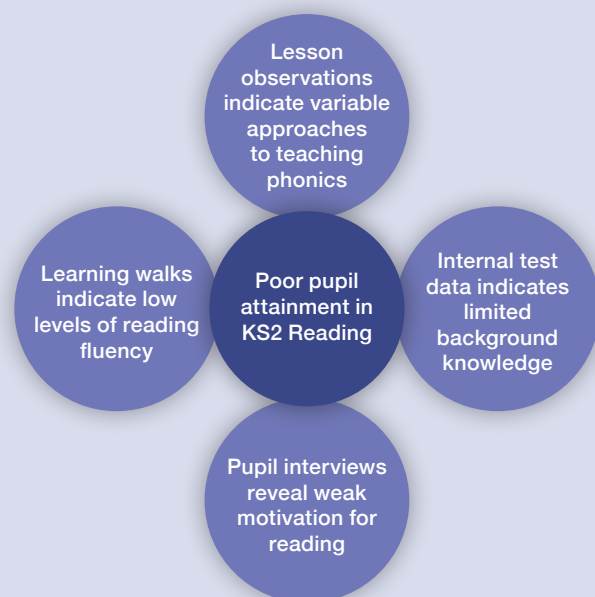 Lesson
observations
indicate variable
approaches
to teaching
phonics
Learning walks
indicate low
levels of reading
fluency
Poor pupil
attainment in
KS2 Reading
Internal test
data indicates
limited
background
knowledge
Pupil interviews
reveal weak
motivation for
reading